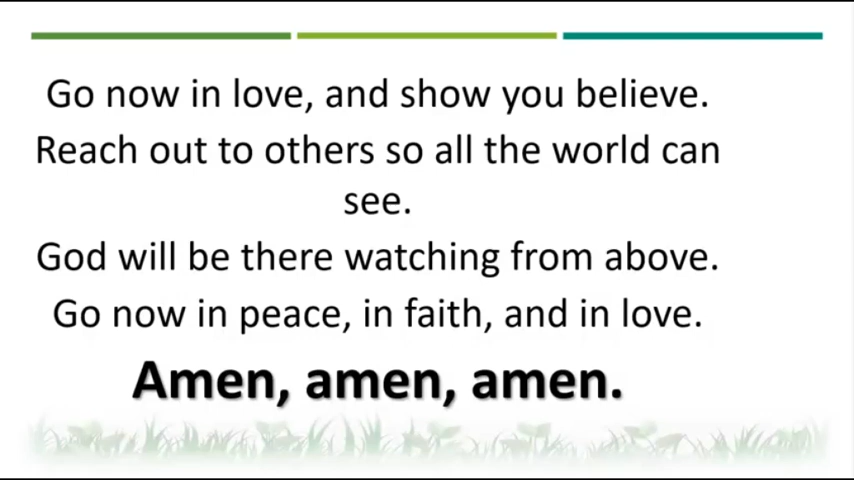 Go now in love, and show you believe.
Reach out to others so all the world can
see.
God will be there watching from above.
Go now in peace, in faith, and in love.
Amen, amen, amen.